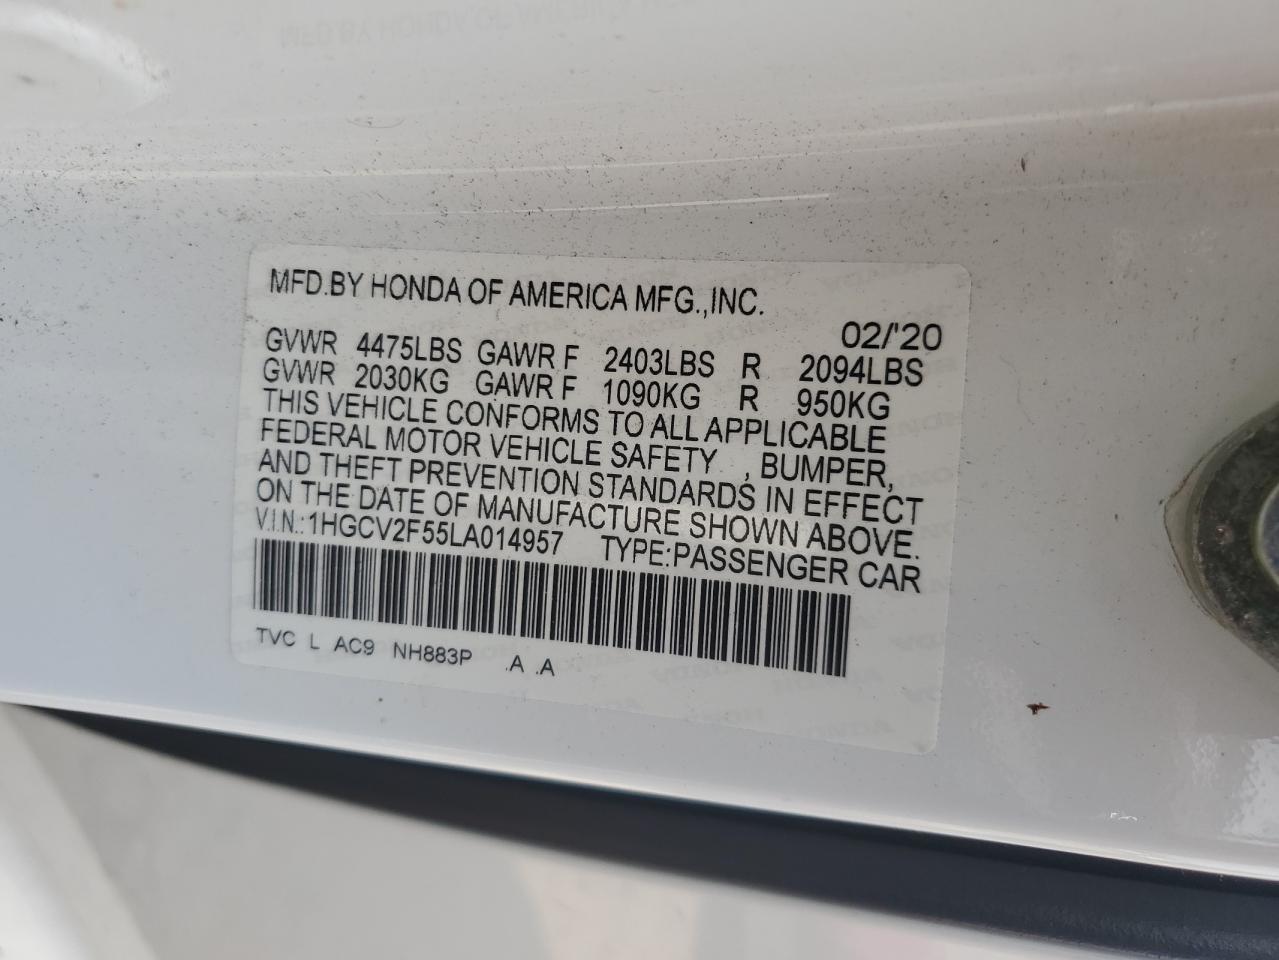 MFD.BY HONDA OF AMERICA MFG.,INC.
02/'20
GVWR 4475LBS GAWR F 2403LBS R 2094LBS
GVWR 2030KG GAWR F 1090KG R 950KG
THIS VEHICLE CONFORMS TO ALL APPLICABLE
FEDERAL MOTOR VEHICLE SAFETY , BUMPER,
AND THEFT PREVENTION STANDARDS IN EFFECT
ON THE DATE OF MANUFACTURE SHOWN ABOVE.
V.I.N.:1HGCV2F55LA014957 TYPE:PASSENGER CAR
TVC L AC9 NH883P .A .A